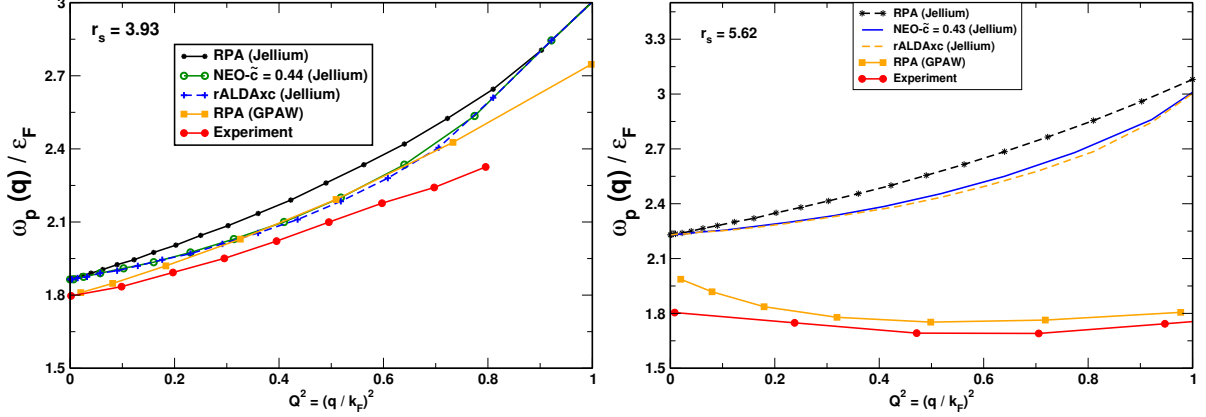 r_s = 3.93
RPA (Jellium)
NEO-c̃ = 0.44 (Jellium)
rALDAxc (Jellium)
RPA (GPAW)
Experiment
ω_p (q) / ε_F
3
2.7
2.4
2.1
1.8
1.5
0
0.2
0.4
0.6
0.8
1
Q^2 = (q / k_F)^2
r_s = 5.62
RPA (Jellium)
NEO-c̃ = 0.43 (Jellium)
rALDAxc (Jellium)
RPA (GPAW)
Experiment
ω_p (q) / ε_F
3.3
3
2.7
2.4
2.1
1.8
1.5
0
0.2
0.4
0.6
0.8
1
Q^2 = (q / k_F)^2